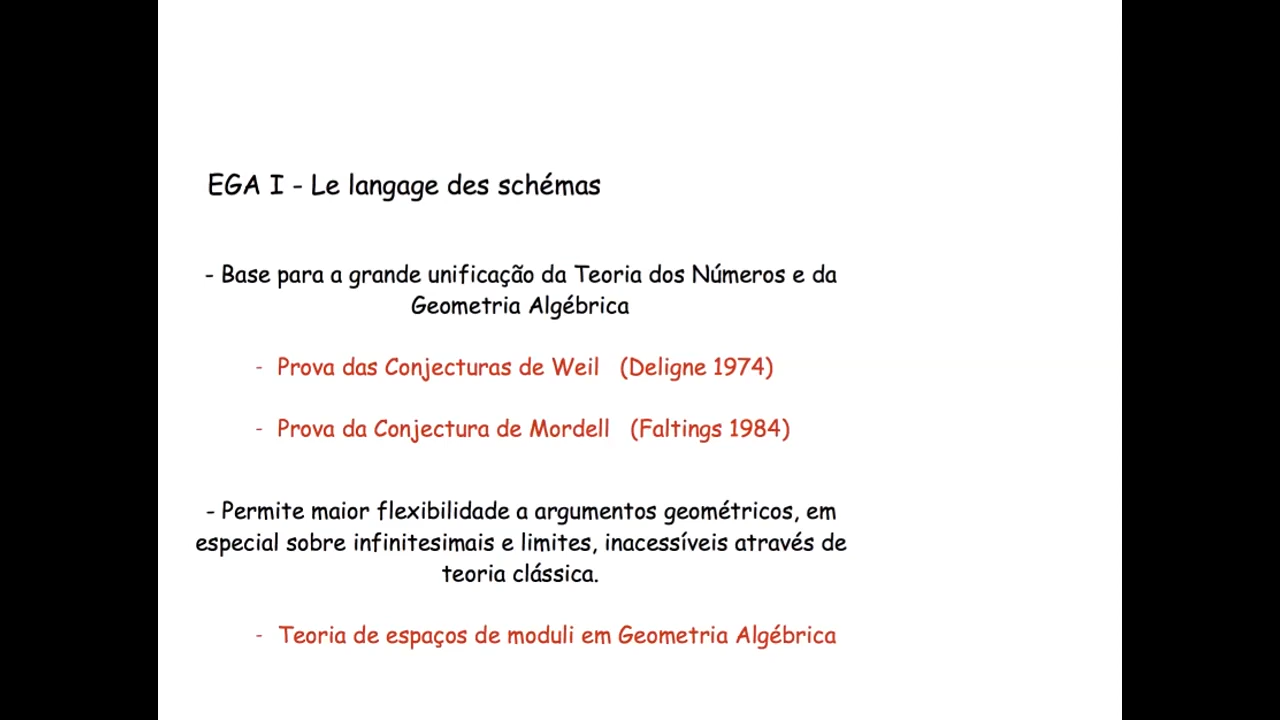 EGA I - Le langage des schémas
- Base para a grande unificação da Teoria dos Números e da
Geometria Algébrica
- Prova das Conjecturas de Weil (Deligne 1974)
- Prova da Conjectura de Mordell (Faltings 1984)
- Permite maior flexibilidade a argumentos geométricos, em
especial sobre infinitesimais e limites, inacessíveis através de
teoria clássica.
- Teoria de espaços de moduli em Geometria Algébrica